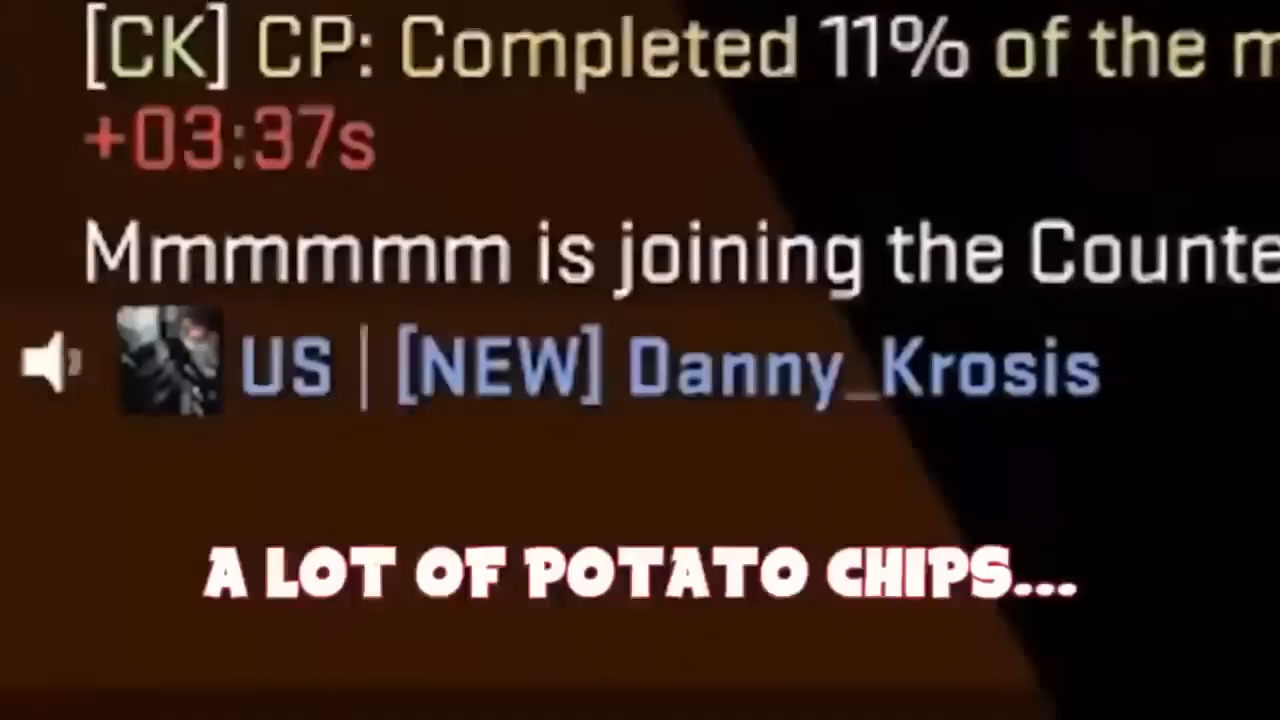 [CK] CP: Completed 11% of the m
+03:37s
Mmmmmmm is joining the Counte
US | [NEW] Danny_Krosis
A LOT OF POTATO CHIPS...